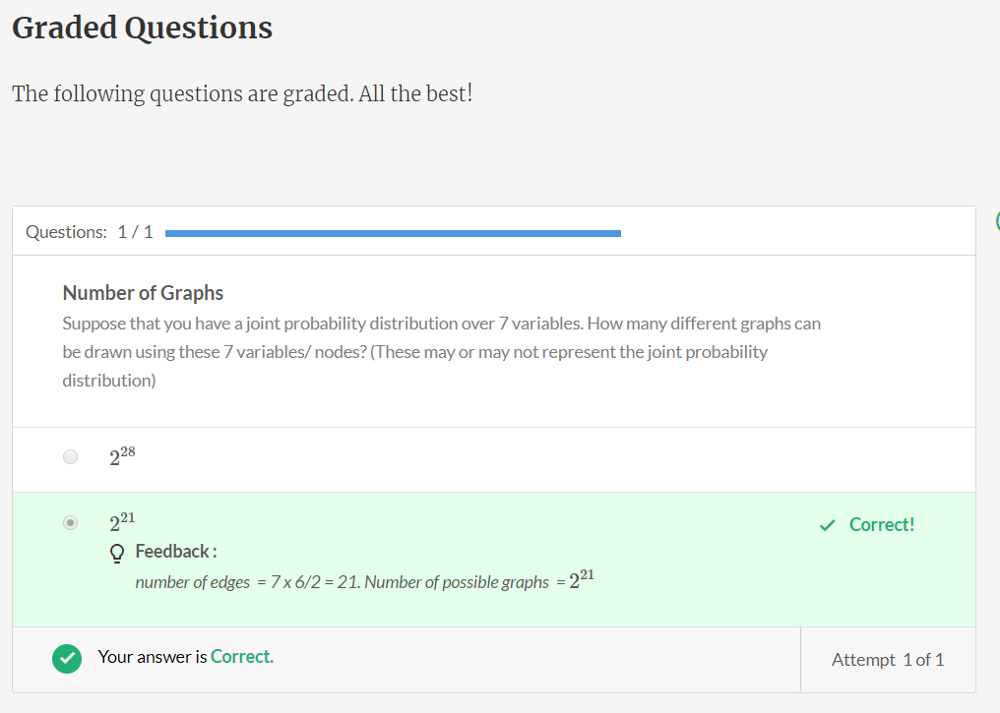 Graded Questions
The following questions are graded. All the best!
Questions: 1 / 1
Number of Graphs
Suppose that you have a joint probability distribution over 7 variables. How many different graphs can
be drawn using these 7 variables/ nodes? (These may or may not represent the joint probability
distribution)
2^28
2^21
Correct!
Feedback :
number of edges = 7 x 6/2 = 21. Number of possible graphs = 2^21
Your answer is Correct.
Attempt 1 of 1